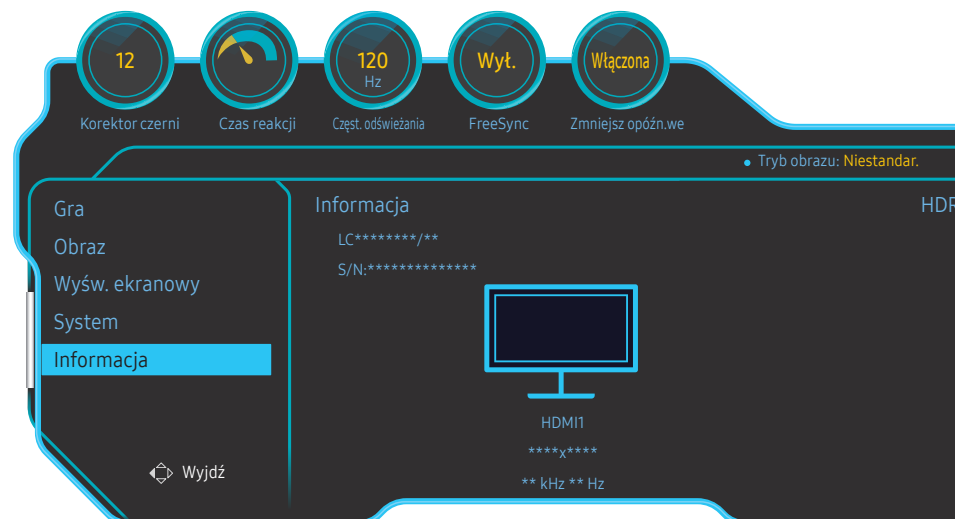 12
120
Hz
Wył.
Włączona
Korektor czerni
Czas reakcji
Częst. odświeżania
FreeSync
Zmniejsz opóźn.we
Tryb obrazu: Niestandar.
Gra
Obraz
Wyśw. ekranowy
System
Informacja
Wyjdź
Informacja
HDR
LC********/**
S/N:**************
HDMI1
****x****
** kHz ** Hz